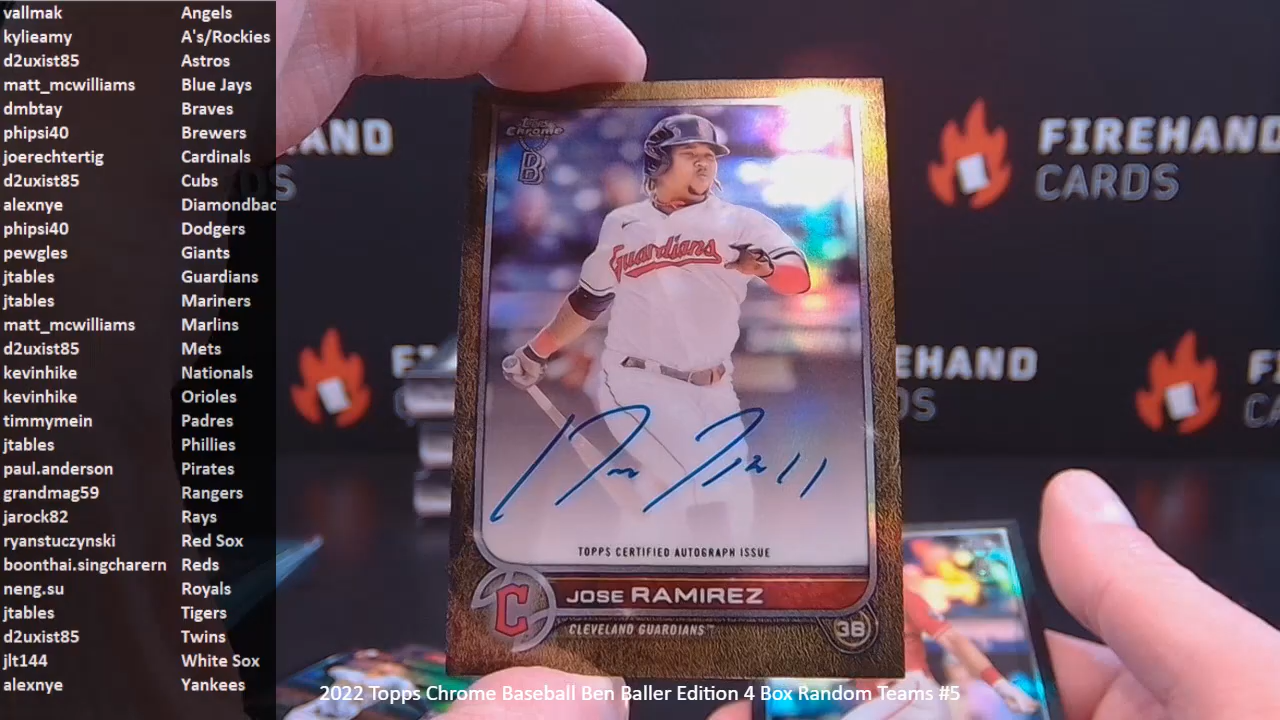 vallmak Angels
kylieamy A's/Rockies
d2uxist85 Astros
matt_mcwilliams Blue Jays
dmbtay Braves
phipsi40 Brewers
joerechtertig Cardinals
d2uxist85 Cubs
alexnye Diamondbac
phipsi40 Dodgers
pewgles Giants
jtables Guardians
jtables Mariners
matt_mcwilliams Marlins
d2uxist85 Mets
kevinhike Nationals
kevinhike Orioles
timmymein Padres
jtables Phillies
paul.anderson Pirates
grandmag59 Rangers
jarock82 Rays
ryanstuczynski Red Sox
boonthai.singcharern Reds
neng.su Royals
jtables Tigers
d2uxist85 Twins
jlt144 White Sox
alexnye Yankees
FIREHAND
CARDS
Topps
Chrome
B
Guardians
TOPPS CERTIFIED AUTOGRAPH ISSUE
C
JOSE RAMIREZ
CLEVELAND GUARDIANS™
3B
2022 Topps Chrome Baseball Ben Baller Edition 4 Box Random Teams #5